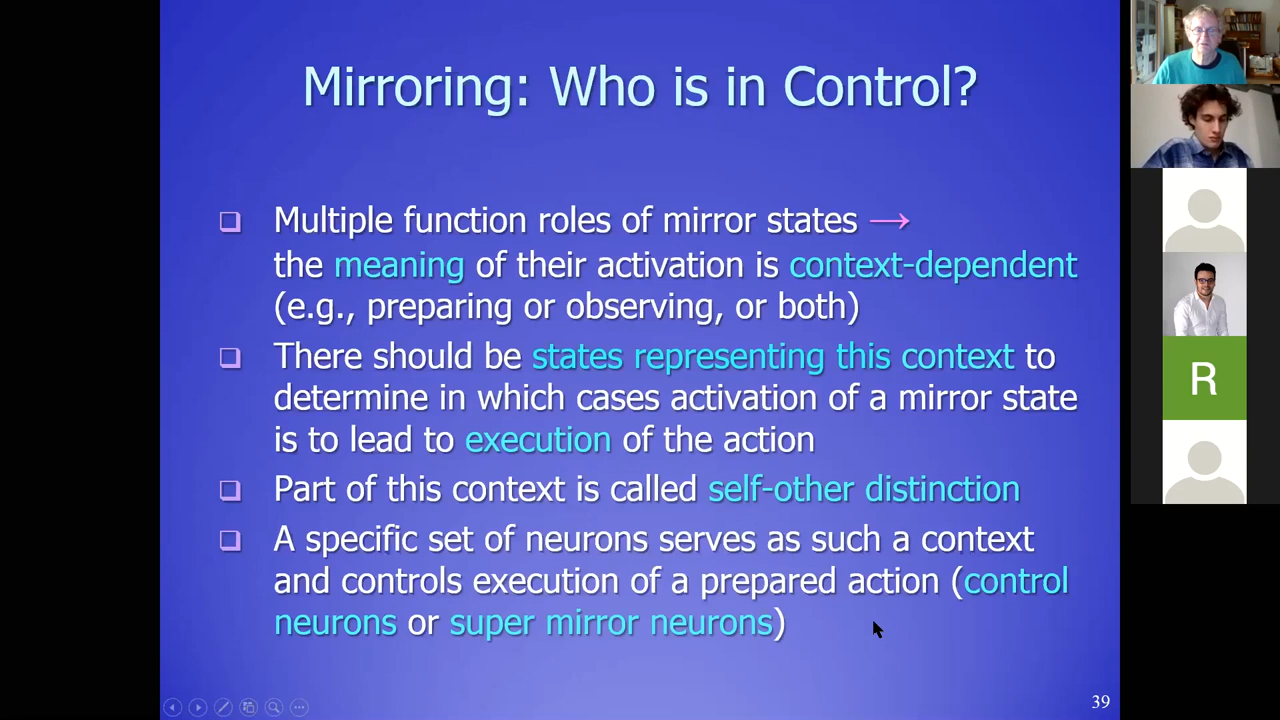 Mirroring: Who is in Control?
Multiple function roles of mirror states →
the meaning of their activation is context-dependent
(e.g., preparing or observing, or both)
There should be states representing this context to
determine in which cases activation of a mirror state
is to lead to execution of the action
Part of this context is called self-other distinction
A specific set of neurons serves as such a context
and controls execution of a prepared action (control
neurons or super mirror neurons)
39
R